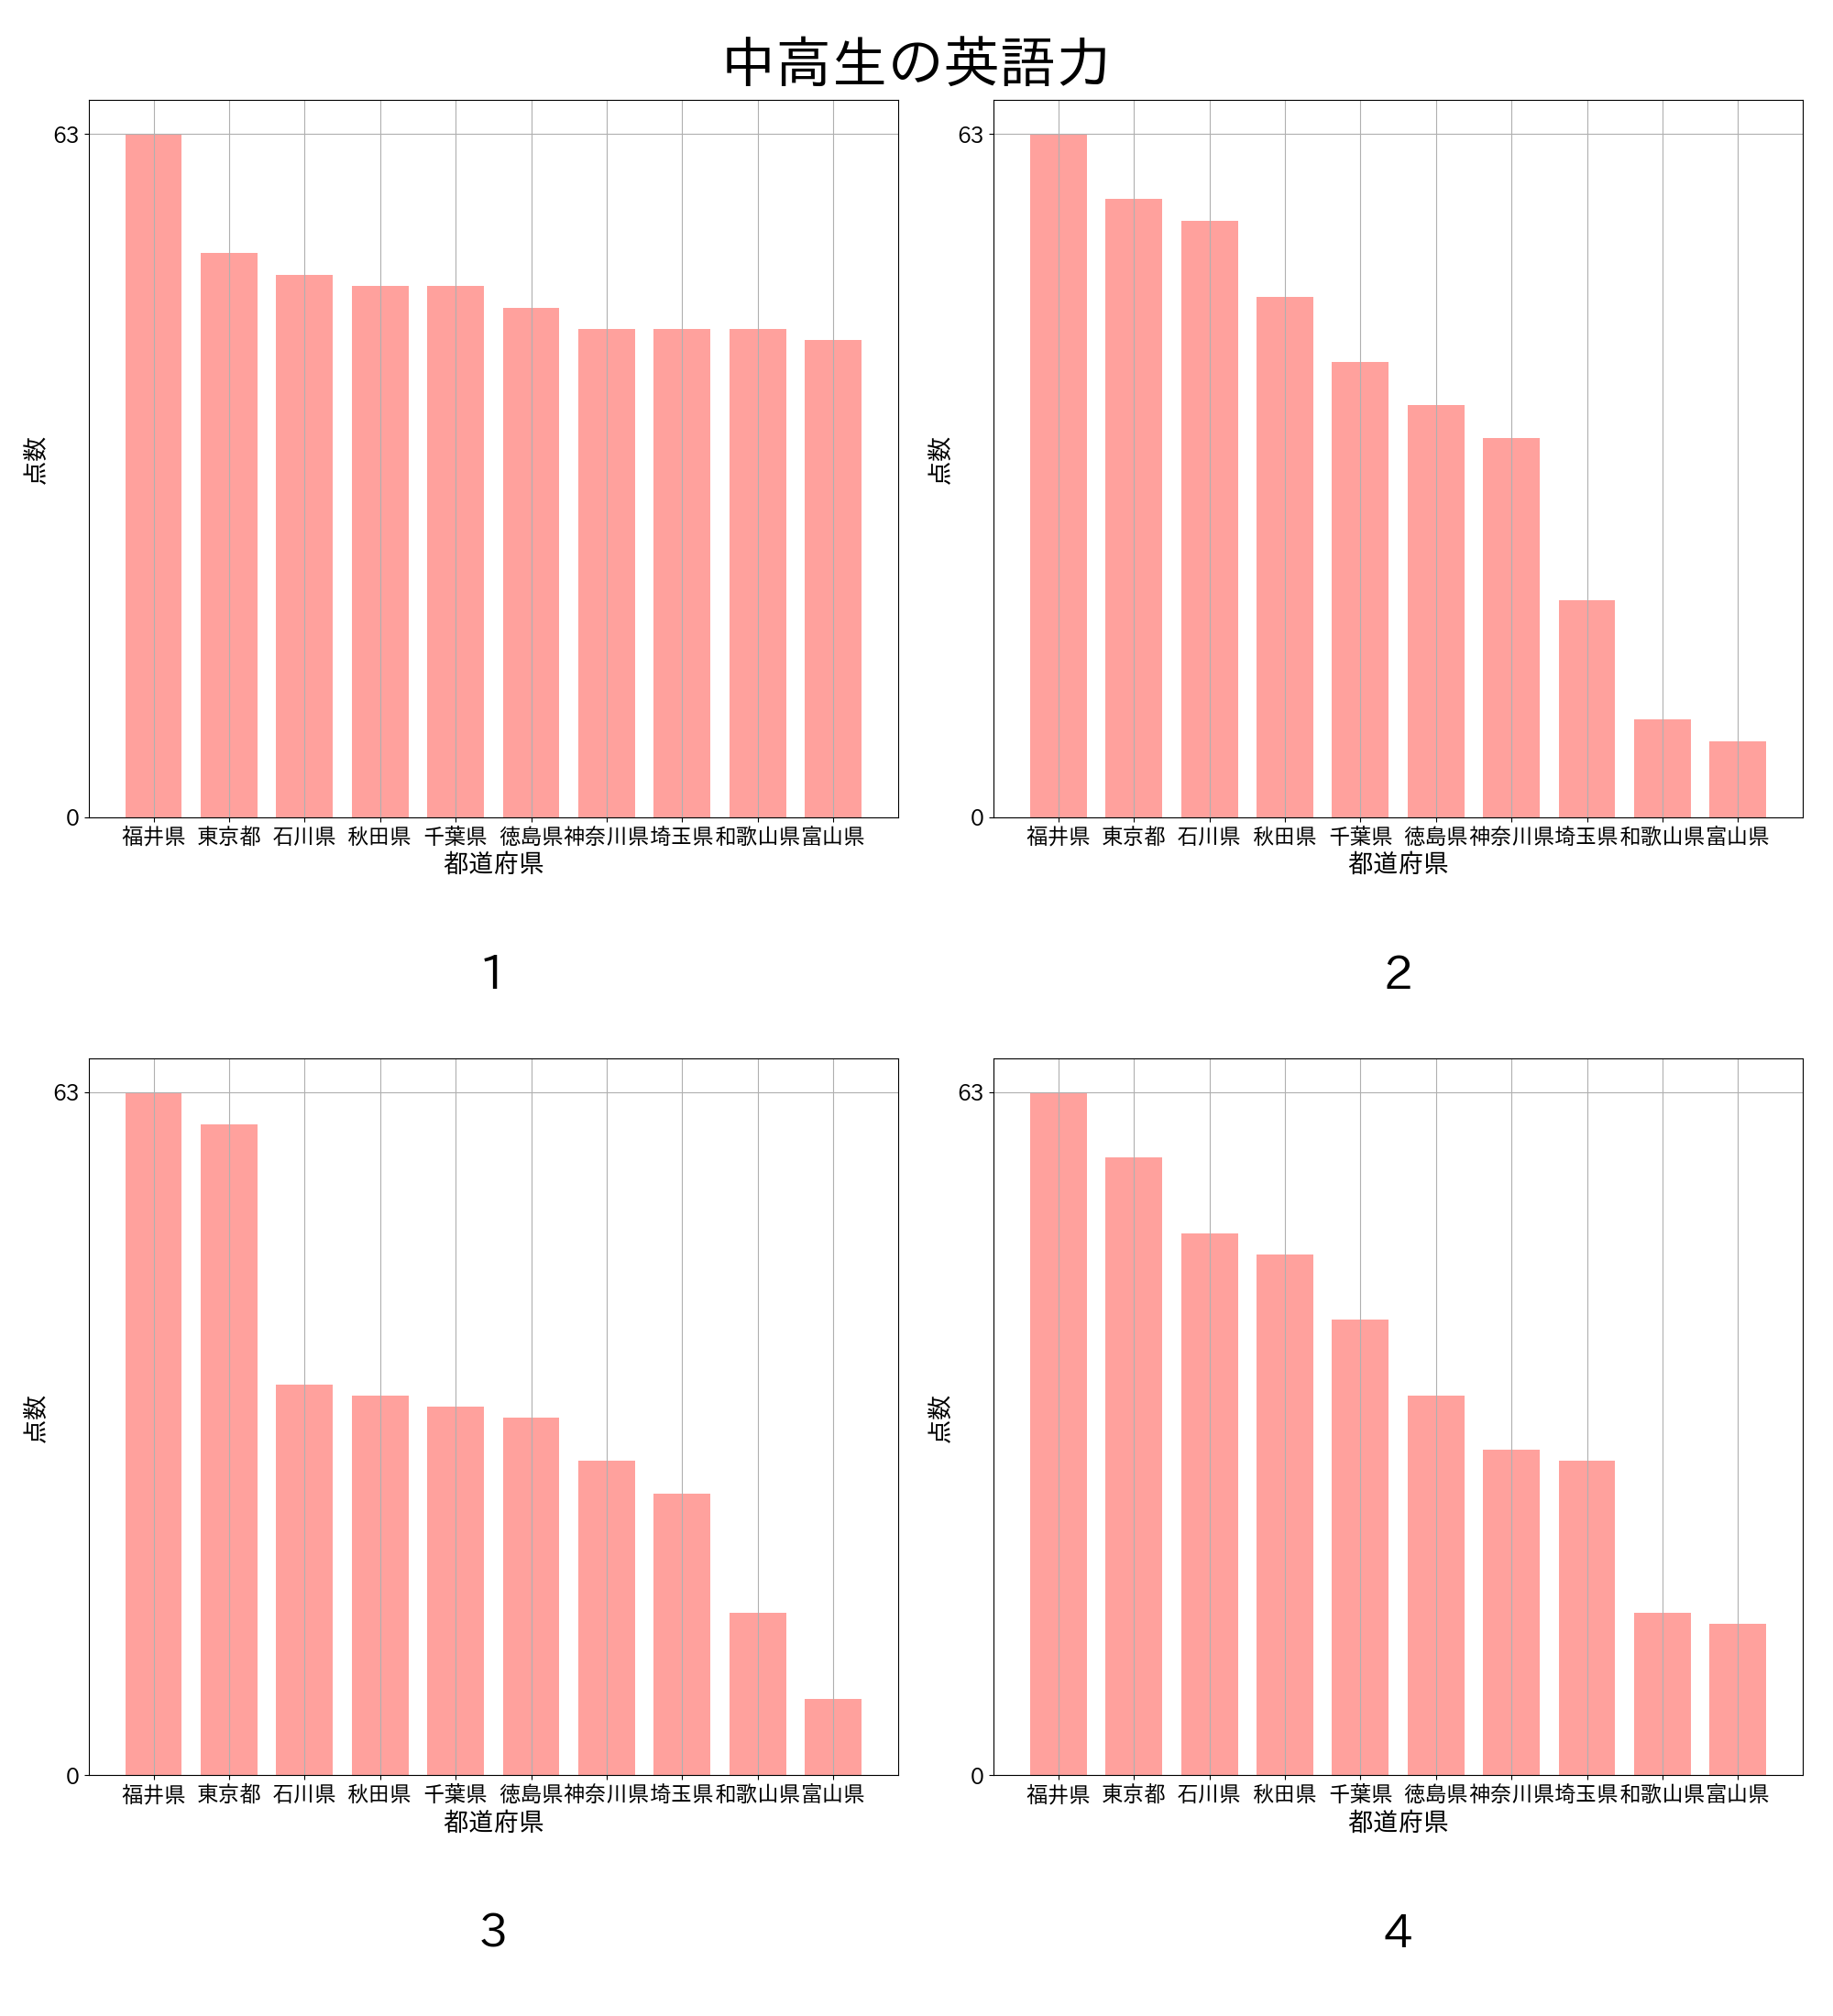 中高生の英語力
63
0
点数
福井県 東京都 石川県 秋田県 千葉県 徳島県 神奈川県 埼玉県 和歌山県 富山県
都道府県
1
63
0
点数
福井県 東京都 石川県 秋田県 千葉県 徳島県 神奈川県 埼玉県 和歌山県 富山県
都道府県
2
63
0
点数
福井県 東京都 石川県 秋田県 千葉県 徳島県 神奈川県 埼玉県 和歌山県 富山県
都道府県
3
63
0
点数
福井県 東京都 石川県 秋田県 千葉県 徳島県 神奈川県 埼玉県 和歌山県 富山県
都道府県
4